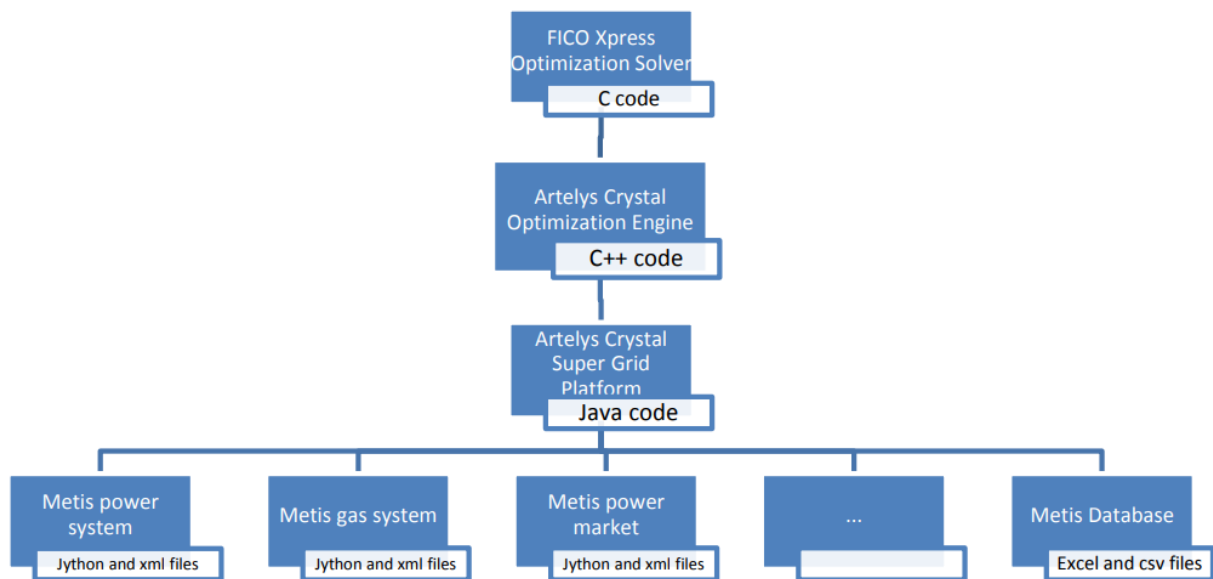 FICO Xpress
Optimization Solver
C code
Artelys Crystal
Optimization Engine
C++ code
Artelys Crystal
Super Grid
Platform
Java code
Metis power
system
Jython and xml files
Metis gas system
Jython and xml files
Metis power
market
Jython and xml files
...
Metis Database
Excel and csv files